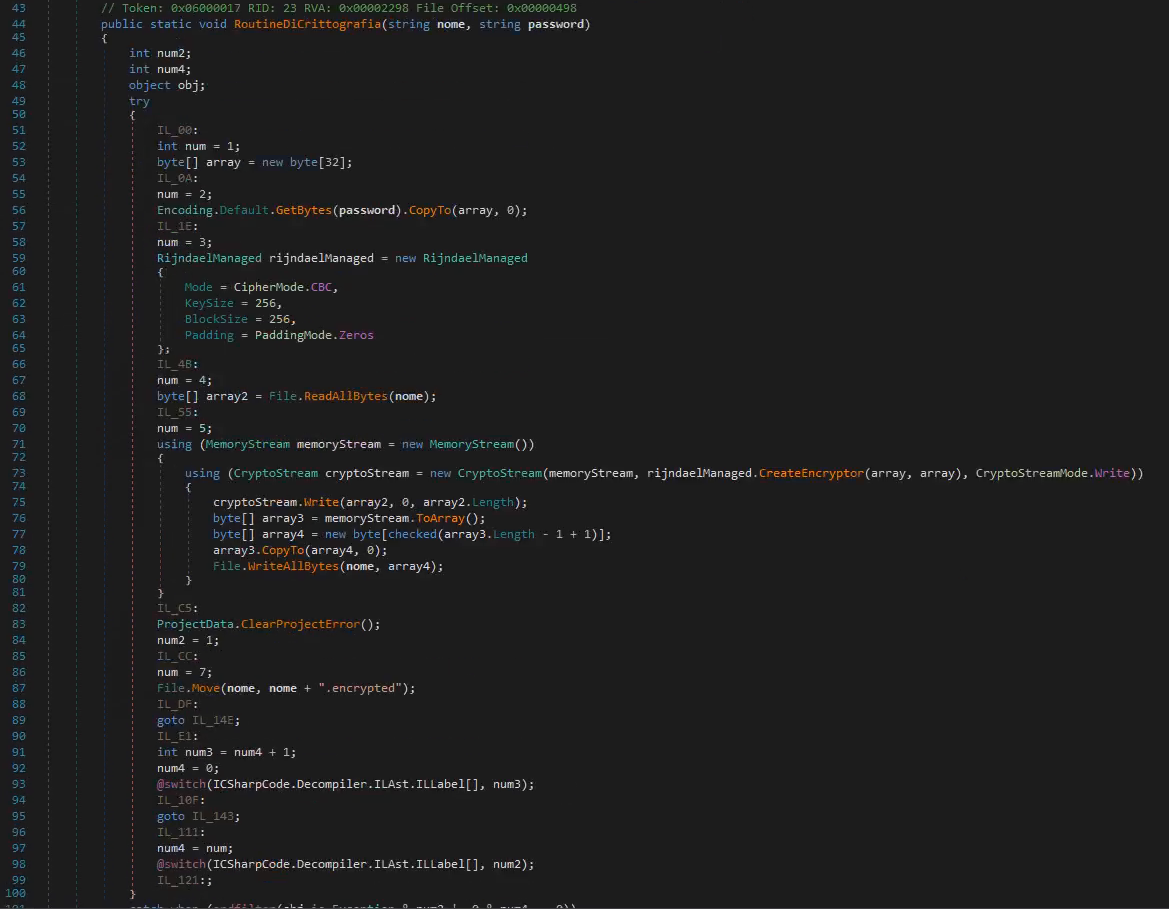 43 // Token: 0x06000017 RID: 23 RVA: 0x00002298 File Offset: 0x00000498
44 public static void RoutineDiCrittografia(string nome, string password)
45 {
46 int num2;
47 int num4;
48 object obj;
49 try
50 {
51 IL_00:
52 int num = 1;
53 byte[] array = new byte[32];
54 IL_0A:
55 num = 2;
56 Encoding.Default.GetBytes(password).CopyTo(array, 0);
57 IL_1E:
58 num = 3;
59 RijndaelManaged rijndaelManaged = new RijndaelManaged
60 {
61 Mode = CipherMode.CBC,
62 KeySize = 256,
63 BlockSize = 256,
64 Padding = PaddingMode.Zeros
65 };
66 IL_4B:
67 num = 4;
68 byte[] array2 = File.ReadAllBytes(nome);
69 IL_55:
70 num = 5;
71 using (MemoryStream memoryStream = new MemoryStream())
72 {
73 using (CryptoStream cryptoStream = new CryptoStream(memoryStream, rijndaelManaged.CreateEncryptor(array, array), CryptoStreamMode.Write))
74 {
75 cryptoStream.Write(array2, 0, array2.Length);
76 byte[] array3 = memoryStream.ToArray();
77 byte[] array4 = new byte[checked(array3.Length - 1 + 1)];
78 array3.CopyTo(array4, 0);
79 File.WriteAllBytes(nome, array4);
80 }
81 }
82 IL_C5:
83 ProjectData.ClearProjectError();
84 num2 = 1;
85 IL_CC:
86 num = 7;
87 File.Move(nome, nome + ".encrypted");
88 IL_DF:
89 goto IL_14E;
90 IL_E1:
91 int num3 = num4 + 1;
92 num4 = 0;
93 @switch(ICSharpCode.Decompiler.ILAst.ILLabel[], num3);
94 IL_10F:
95 goto IL_143;
96 IL_111:
97 num4 = num;
98 @switch(ICSharpCode.Decompiler.ILAst.ILLabel[], num2);
99 IL_121:;
100 }